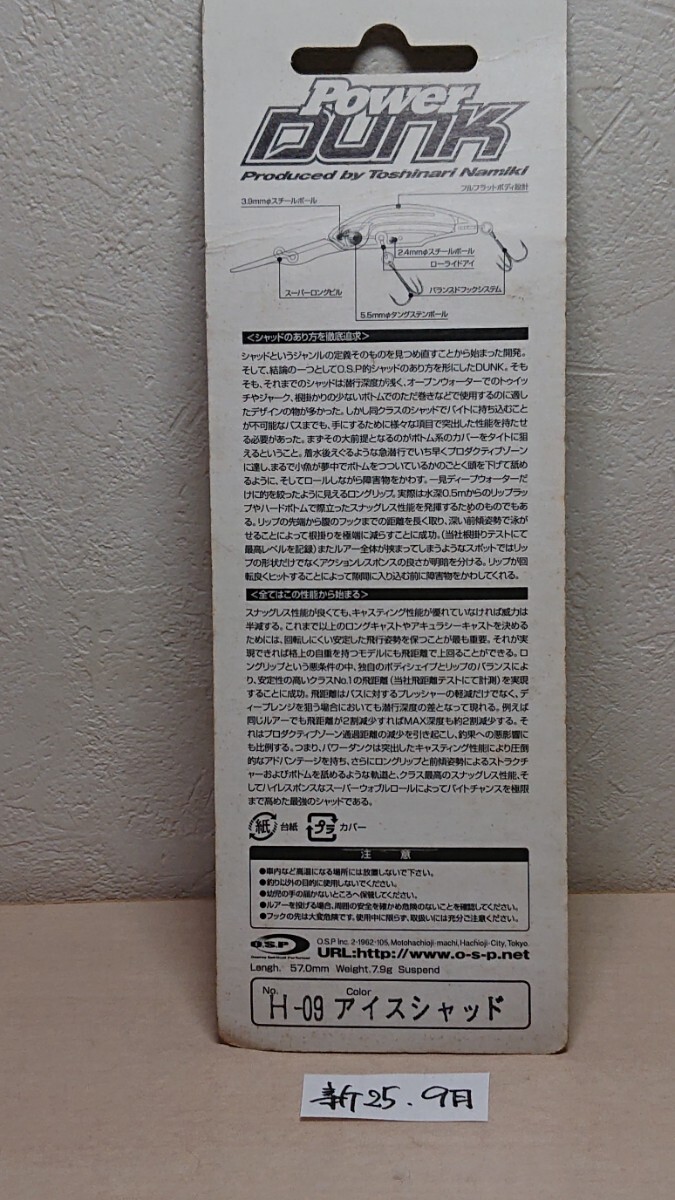 Power
DUNK
Produced by Toshinari Namiki
フルフラットボディ設計
3.9mmφスチールボール
2.4mmφスチールボール
ローライドアイ
スーパーロングビル
バランスドフックシステム
5.5mmφタングステンボール
<シャッドのあり方を徹底追求>
シャッドというジャンルの定義そのものを見つめ直すことから始まった開発。
そして、結論の一つとしてO.S.P的シャッドのあり方を形にしたDUNK。そも
そも、それまでのシャッドは潜行深度が浅く、オープンウォーターでのトゥイッ
チやジャーク、根掛かりの少ないボトムでのただ巻きなどで使用するのに適し
たデザインの物が多かった。しかし同クラスのシャッドでバイトに持ち込むこと
が不可能なバスまでも、手にするために様々な項目で突出した性能を持たせ
る必要があった。まずその大前提となるのがボトム系のカバーをタイトに狙
えるということ。着水後えぐるような急潜行でいち早くプロダクティブゾーン
に達し、まるで小魚が夢中でボトムをつついているかのごとく頭を下げて舐め
るように、そしてロールしながら障害物をかわす。一見ディープウォーターだ
けに的を絞ったように見えるロングリップ。実際は水深0.5mからのリップラッ
プやハードボトムで際立ったスナッグレス性能を発揮するためのものでもあ
る。リップの先端から腹のフックまでの距離を長く取り、深い前傾姿勢で泳が
せることによって根掛りを極端に減らすことに成功。(当社根掛りテストにて
最高レベルを記録)またルアー全体が挟まってしまうようなスポットではリッ
プの形状だけでなくアクションレスポンスの良さが明暗を分ける。リップが回
転良くヒットすることによって隙間に入り込む前に障害物をかわしてくれる。
<全てはこの性能から始まる>
スナッグレス性能が良くても、キャスティング性能が優れていなければ威力は
半減する。これまで以上のロングキャストやアキュラシーキャストを決める
ためには、回転しにくい安定した飛行姿勢を保つことが最も重要。それが実
現できれば格上の自重を持つモデルにも飛距離で上回ることができる。ロ
ングリップという悪条件の中、独自のボディシェイプとリップのバランスによ
り、安定性の高いクラスNo.1の飛距離(当社飛距離テストにて計測)を実現
することに成功。飛距離はバスに対するプレッシャーの軽減だけでなく、デ
ィープレンジを狙う場合においても潜行深度の差となって現れる。例えば
同じルアーでも飛距離が2割減少すればMAX深度も約2割減少する。そ
れはプロダクティブゾーン通過距離の減少を引き起こし、釣果への悪影響に
も比例する。つまり、パワーダンクは突出したキャスティング性能により圧倒
的なアドバンテージを持ち、さらにロングリップと前傾姿勢によるストラクチ
ャーおよびボトムを舐めるような軌道と、クラス最高のスナッグレス性能、そ
してハイレスポンスなスーパーウォブルロールによってバイトチャンスを極限
まで高めた最強のシャッドである。
紙 台紙 プラ カバー
注 意
●車内など高温になる場所には放置しないで下さい。
●釣り以外の目的に使用しないでください。
●幼児の手の届かないところへ保管してください。
●ルアーを投げる場合、周囲の安全を確かめ危険のないことを確認してください。
●フックの先は大変危険です。使用中に限らず、取扱いには充分ご注意ください。
O.S.P
O.S.P Inc. 2-1962-105, Motohachioji-machi, Hachioji-City, Tokyo.
URL:http://www.o-s-p.net
Lengh. 57.0mm Weight.7.9g Suspend
No. Color
H-09 アイスシャッド
新25.9月